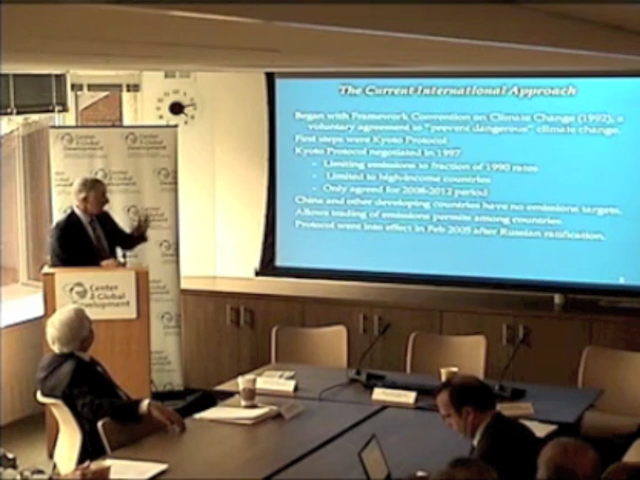 The Current International Approach
Began with Framework Convention on Climate Change (1992), a
voluntary agreement to "prevent dangerous" climate change.
First steps went Kyoto Protocol
Kyoto Protocol negotiated in 1997
- Limiting emissions to fraction of 1990 rates
- Limited to high-income countries
- Only agreed for 2008-2012 period
China and other developing countries have no emissions targets.
Allows trading of emissions permits among countries
Protocol went into effect in Feb 2005 after Russian ratification.
Center
Global
Center
Global
Development